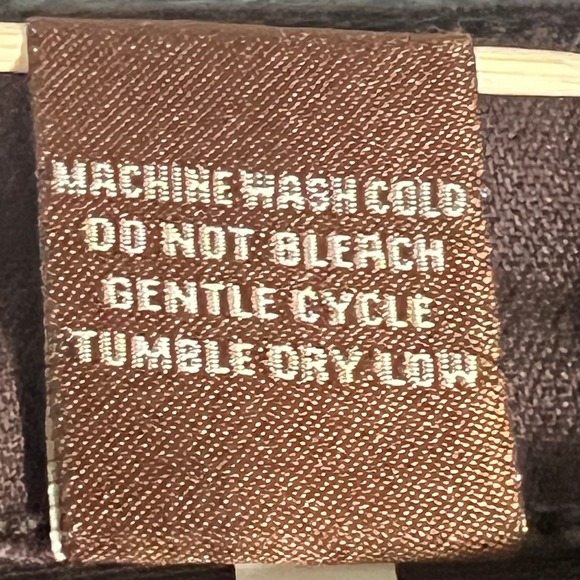 MACHINE WASH COLD
DO NOT BLEACH
GENTLE CYCLE
TUMBLE DRY LOW